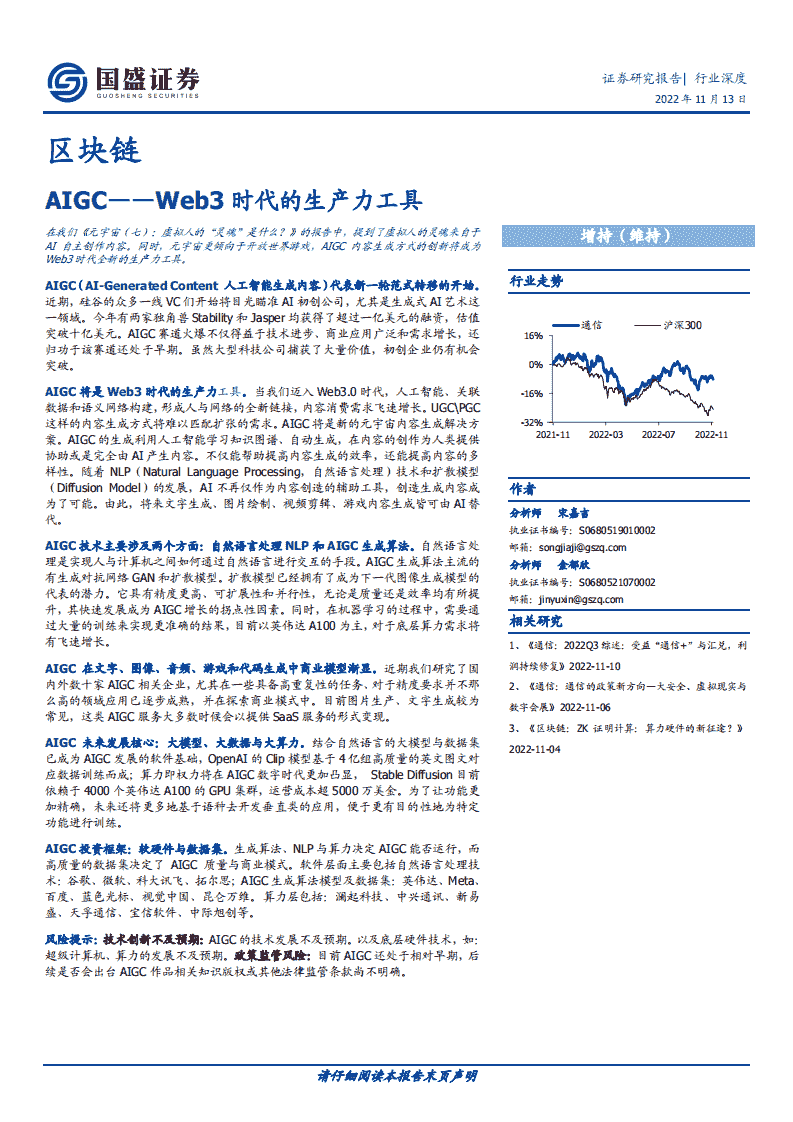 国盛证券
GUOSHENG SECURITIES
证券研究报告| 行业深度
2022 年 11 月 13 日
区块链
AIGC——Web3 时代的生产力工具
在我们《元宇宙（七）：虚拟人的“灵魂”是什么？》的报告中，提到了虚拟人的灵魂来自于
AI 自主创作内容。同时，元宇宙更倾向于开放世界游戏，AIGC 内容生成方式的创新将成为
Web3 时代全新的生产力工具。
AIGC（AI-Generated Content 人工智能生成内容）代表新一轮范式转移的开始。
近期，硅谷的众多一线 VC 们开始将目光瞄准 AI 初创公司，尤其是生成式 AI 艺术这
一领域。今年有两家独角兽 Stability 和 Jasper 均获得了超过一亿美元的融资，估值
突破十亿美元。AIGC 赛道火爆不仅得益于技术进步、商业应用广泛和需求增长，还
归功于该赛道还处于早期。虽然大型科技公司捕获了大量价值，初创企业仍有机会
突破。
AIGC 将是 Web3 时代的生产力工具。当我们迈入 Web3.0 时代，人工智能、关联
数据和语义网络构建，形成人与网络的全新链接，内容消费需求飞速增长。UGC\PGC
这样的内容生成方式将难以匹配扩张的需求。AIGC 将是新的元宇宙内容生成解决方
案。AIGC 的生成利用人工智能学习知识图谱、自动生成，在内容的创作为人类提供
协助或是完全由 AI 产生内容。不仅能帮助提高内容生成的效率，还能提高内容的多
样性。随着 NLP（Natural Language Processing，自然语言处理）技术和扩散模型
（Diffusion Model）的发展，AI 不再仅作为内容创造的辅助工具，创造生成内容成
为了可能。由此，将来文字生成、图片绘制、视频剪辑、游戏内容生成皆可由 AI 替
代。
AIGC 技术主要涉及两个方面：自然语言处理 NLP 和 AIGC 生成算法。自然语言处
理是实现人与计算机之间如何通过自然语言进行交互的手段。AIGC 生成算法主流的
有生成对抗网络 GAN 和扩散模型。扩散模型已经拥有了成为下一代图像生成模型的
代表的潜力。它具有精度更高、可扩展性和并行性，无论是质量还是效率均有所提
升，其快速发展成为 AIGC 增长的拐点性因素。同时，在机器学习的过程中，需要通
过大量的训练来实现更准确的结果，目前以英伟达 A100 为主，对于底层算力需求将
有飞速增长。
AIGC 在文字、图像、音频、游戏和代码生成中商业模型渐显。近期我们研究了国
内外数十家 AIGC 相关企业，尤其在一些具备高重复性的任务、对于精度要求并不那
么高的领域应用已逐步成熟，并在探索商业模式中。目前图片生产、文字生成较为
常见，这类 AIGC 服务大多数时候会以提供 SaaS 服务的形式变现。
AIGC 未来发展核心：大模型、大数据与大算力。结合自然语言的大模型与数据集
已成为 AIGC 发展的软件基础，OpenAI 的 Clip 模型基于 4 亿组高质量的英文图文对
应数据训练而成；算力即权力将在 AIGC 数字时代更加凸显， Stable Diffusion 目前
依赖于 4000 个英伟达 A100 的 GPU 集群，运营成本超 5000 万美金。为了让功能更
加精确，未来还将更多地基于语种去开发垂直类的应用，便于更有目的性地为特定
功能进行训练。
AIGC 投资框架：软硬件与数据集。生成算法、NLP 与算力决定 AIGC 能否运行，而
高质量的数据集决定了 AIGC 质量与商业模式。软件层面主要包括自然语言处理技
术：谷歌、微软、科大讯飞、拓尔思；AIGC 生成算法模型及数据集：英伟达、Meta、
百度、蓝色光标、视觉中国、昆仑万维。算力层包括：澜起科技、中兴通讯、新易
盛、天孚通信、宝信软件、中际旭创等。
风险提示：技术创新不及预期：AIGC 的技术发展不及预期。以及底层硬件技术，如：
超级计算机、算力的发展不及预期。政策监管风险：目前 AIGC 还处于相对早期，后
续是否会出台 AIGC 作品相关知识版权或其他法律监管条款尚不明确。
增持（维持）
行业走势
通信 沪深300
16%
0%
-16%
-32%
2021-11 2022-03 2022-07 2022-11
作者
分析师 宋嘉吉
执业证书编号：S0680519010002
邮箱：songjiaji@gszq.com
分析师 金郁欣
执业证书编号：S0680521070002
邮箱：jinyuxin@gszq.com
相关研究
1、《通信：2022Q3 综述：受益“通信+”与汇兑，利
润持续修复》2022-11-10
2、《通信：通信的政策新方向—大安全、虚拟现实与
数字会展》2022-11-06
3、《区块链：ZK 证明计算：算力硬件的新征途？》
2022-11-04
请仔细阅读本报告末页声明